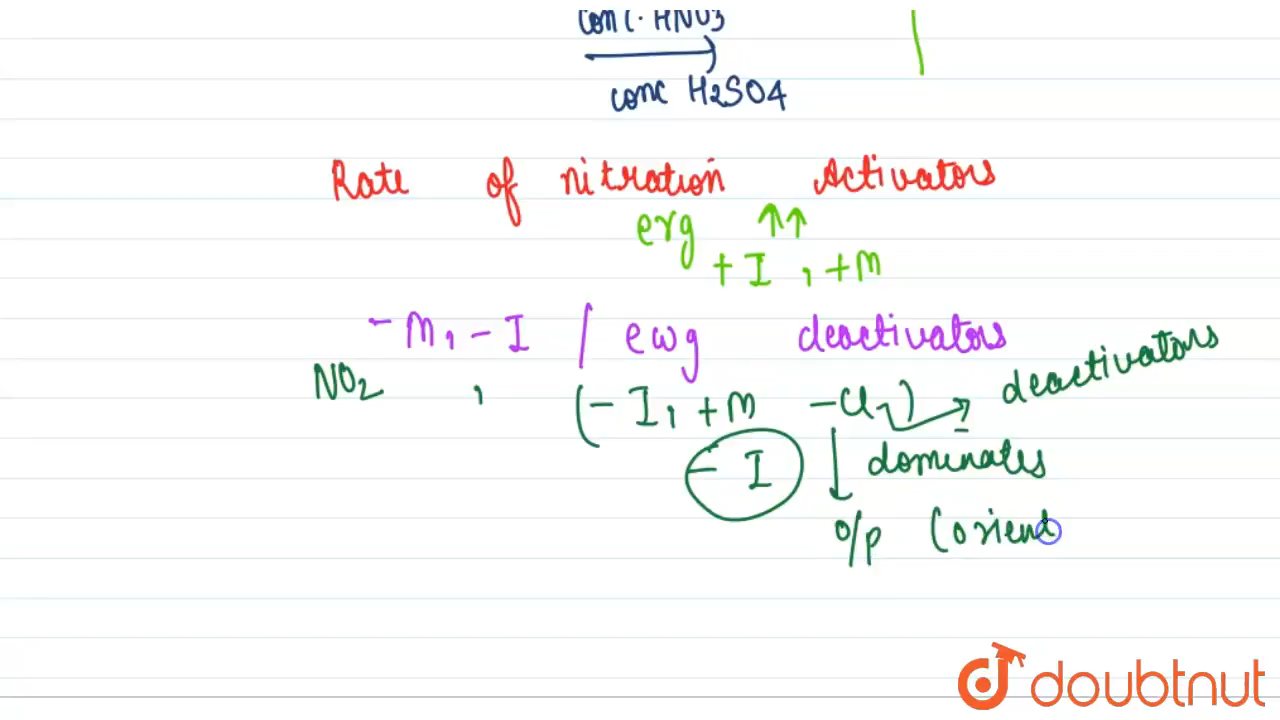 conc. HNO3
conc H2SO4
Rate of nitration Activators
erg ↑↑
+ I , + M
- M, - I / ewg deactivators
NO2 , (- I, + M - Cl,) → deactivators
- I dominates
o/p (orient
doubtnut